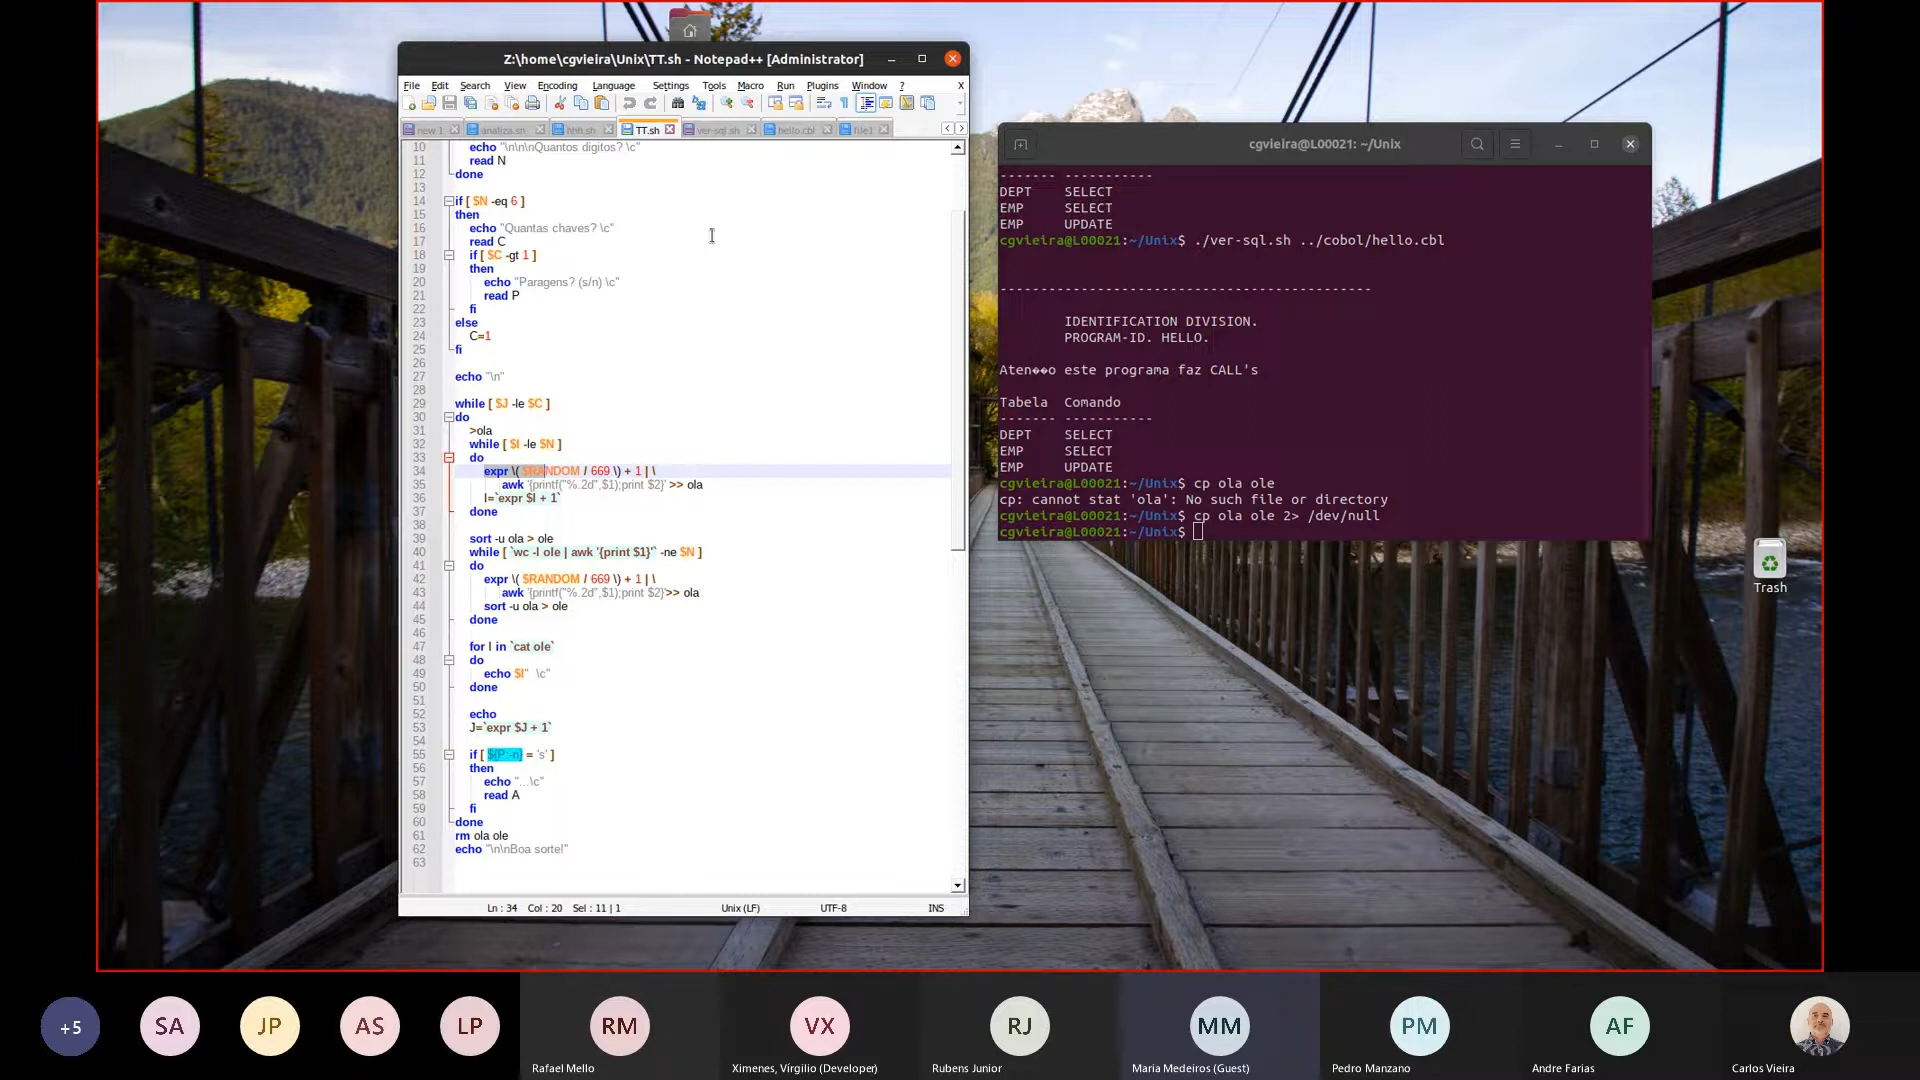 Z:\home\cgvieira\Unix\TT.sh - Notepad++ [Administrator]
File Edit Search View Encoding Language Settings Tools Macro Run Plugins Window ? X
new 1 analiza.sh hhh.sh TT.sh ver-sql.sh hello.cbl file1
10 echo "\n\n\nQuantos digitos? \c"
11 read N
12 done
13
14 if [ $N -eq 6 ]
15 then
16 echo "Quantas chaves? \c"
17 read C
18 if [ $C -gt 1 ]
19 then
20 echo "Paragens? (s/n) \c"
21 read P
22 fi
23 else
24 C=1
25 fi
26
27 echo "\n"
28
29 while [ $J -le $C ]
30 do
31 >ola
32 while [ $I -le $N ]
33 do
34 expr \( $RANDOM / 669 \) + 1 | \
35 awk '{printf("%.2d",$1);print $2}' >> ola
36 I=`expr $I + 1`
37 done
38
39 sort -u ola > ole
40 while [ `wc -l ole | awk '{print $1}'` -ne $N ]
41 do
42 expr \( $RANDOM / 669 \) + 1 | \
43 awk '{printf("%.2d",$1);print $2}'>> ola
44 sort -u ola > ole
45 done
46
47 for I in `cat ole`
48 do
49 echo $I" \c"
50 done
51
52 echo
53 J=`expr $J + 1`
54
55 if [ ${P:-n} = 's' ]
56 then
57 echo "...\c"
58 read A
59 fi
60 done
61 rm ola ole
62 echo "\n\nBoa sorte!"
63
Ln : 34 Col : 20 Sel : 11 | 1 Unix (LF) UTF-8 INS
cgvieira@L00021: ~/Unix
------- -----------
DEPT SELECT
EMP SELECT
EMP UPDATE
cgvieira@L00021:~/Unix$ ./ver-sql.sh ../cobol/hello.cbl
----------------------------------------------
IDENTIFICATION DIVISION.
PROGRAM-ID. HELLO.
Aten��o este programa faz CALL's
Tabela Comando
------- -----------
DEPT SELECT
EMP SELECT
EMP UPDATE
cgvieira@L00021:~/Unix$ cp ola ole
cp: cannot stat 'ola': No such file or directory
cgvieira@L00021:~/Unix$ cp ola ole 2> /dev/null
cgvieira@L00021:~/Unix$
Trash
+5 SA JP AS LP RM VX RJ MM PM AF
Rafael Mello Ximenes, Vírgilio (Developer) Rubens Junior Maria Medeiros (Guest) Pedro Manzano Andre Farias Carlos Vieira